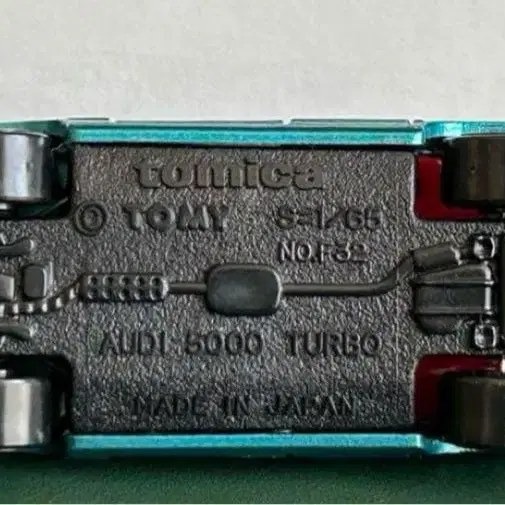 tomica
© TOMY S=1/65
NO.F32
AUDI 5000 TURBO
MADE IN JAPAN